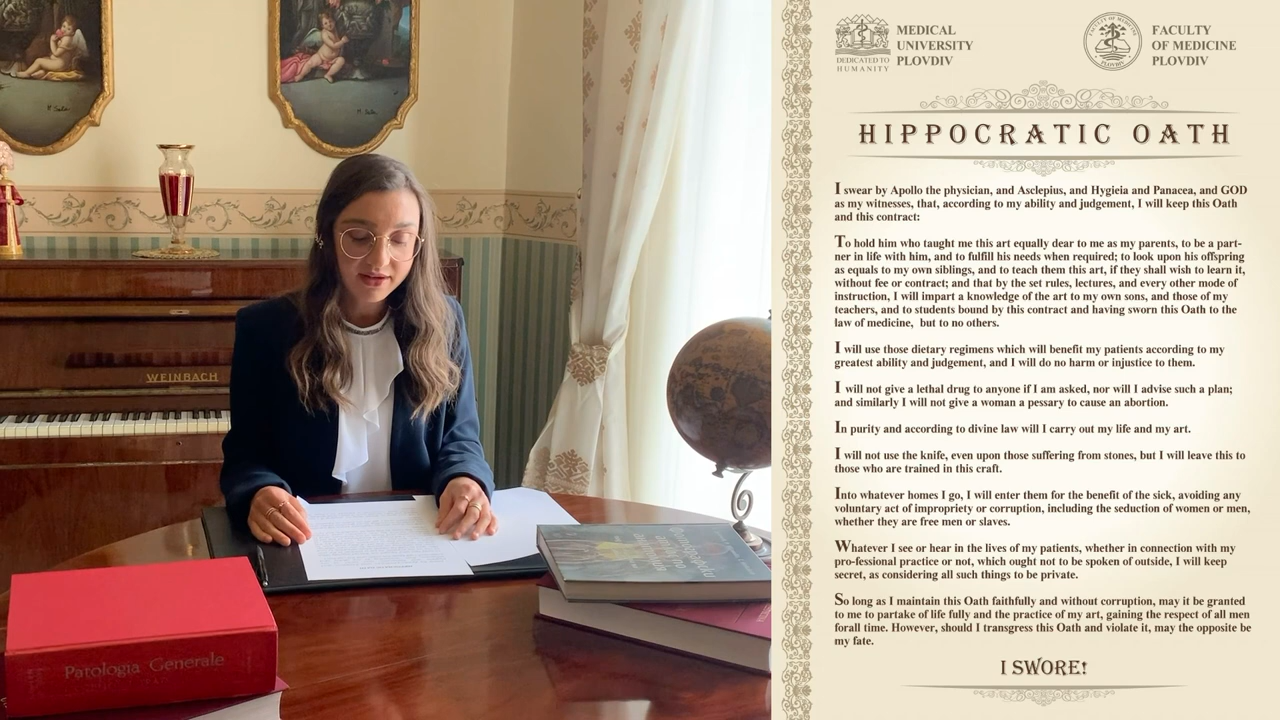 M. Sala
WEINBACH
Patologia Generale
MEDICAL
UNIVERSITY
PLOVDIV
DEDICATED TO
HUMANITY
FACULTY
OF MEDICINE
PLOVDIV
HIPPOCRATIC OATH
I swear by Apollo the physician, and Asclepius, and Hygieia and Panacea, and GOD
as my witnesses, that, according to my ability and judgement, I will keep this Oath
and this contract:
To hold him who taught me this art equally dear to me as my parents, to be a part-
ner in life with him, and to fulfill his needs when required; to look upon his offspring
as equals to my own siblings, and to teach them this art, if they shall wish to learn it,
without fee or contract; and that by the set rules, lectures, and every other mode of
instruction, I will impart a knowledge of the art to my own sons, and those of my
teachers, and to students bound by this contract and having sworn this Oath to the
law of medicine, but to no others.
I will use those dietary regimens which will benefit my patients according to my
greatest ability and judgement, and I will do no harm or injustice to them.
I will not give a lethal drug to anyone if I am asked, nor will I advise such a plan;
and similarly I will not give a woman a pessary to cause an abortion.
In purity and according to divine law will I carry out my life and my art.
I will not use the knife, even upon those suffering from stones, but I will leave this to
those who are trained in this craft.
Into whatever homes I go, I will enter them for the benefit of the sick, avoiding any
voluntary act of impropriety or corruption, including the seduction of women or men,
whether they are free men or slaves.
Whatever I see or hear in the lives of my patients, whether in connection with my
pro-fessional practice or not, which ought not to be spoken of outside, I will keep
secret, as considering all such things to be private.
So long as I maintain this Oath faithfully and without corruption, may it be granted
to me to partake of life fully and the practice of my art, gaining the respect of all men
forall time. However, should I transgress this Oath and violate it, may the opposite be
my fate.
I SWORE!